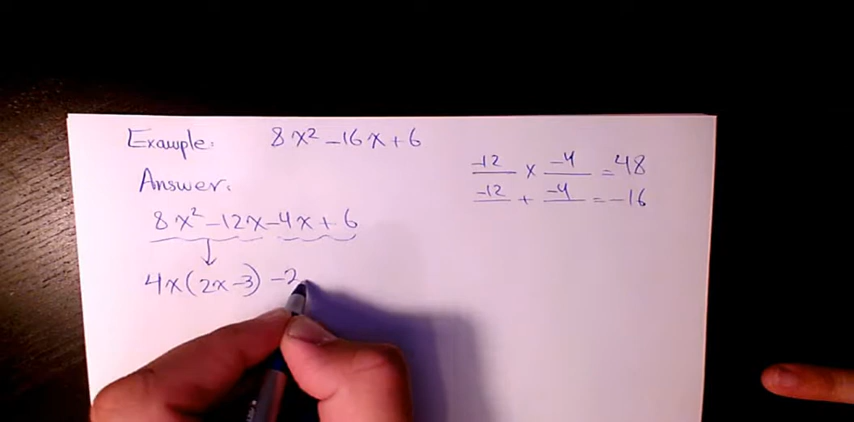 Example: 8x² -16x + 6
Answer:
8x² -12x -4x + 6
4x(2x -3) -2
-12 x -4 = 48
-12 + -4 = -16